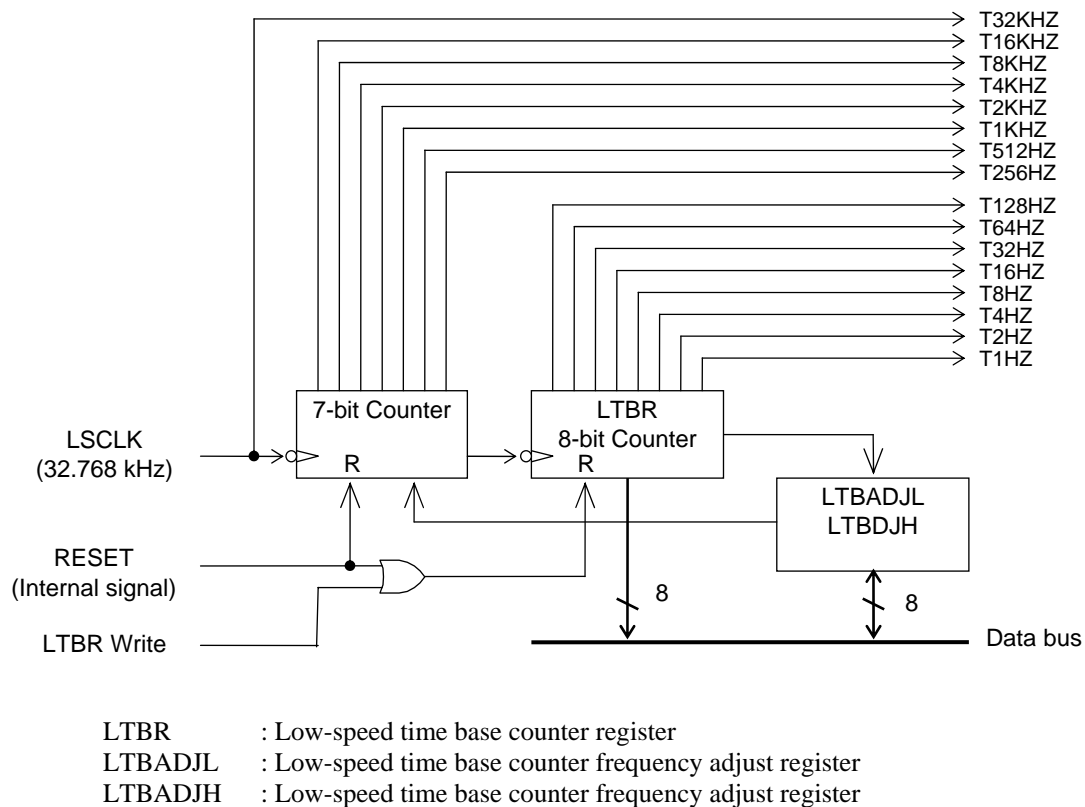 T32KHZ
T16KHZ
T8KHZ
T4KHZ
T2KHZ
T1KHZ
T512HZ
T256HZ
T128HZ
T64HZ
T32HZ
T16HZ
T8HZ
T4HZ
T2HZ
T1HZ
7-bit Counter
R
LTBR
8-bit Counter
R
LSCLK
(32.768 kHz)
LTBADJL
LTBDJH
RESET
(Internal signal)
8
8
LTBR Write
Data bus
LTBR : Low-speed time base counter register
LTBADJL : Low-speed time base counter frequency adjust register
LTBADJH : Low-speed time base counter frequency adjust register